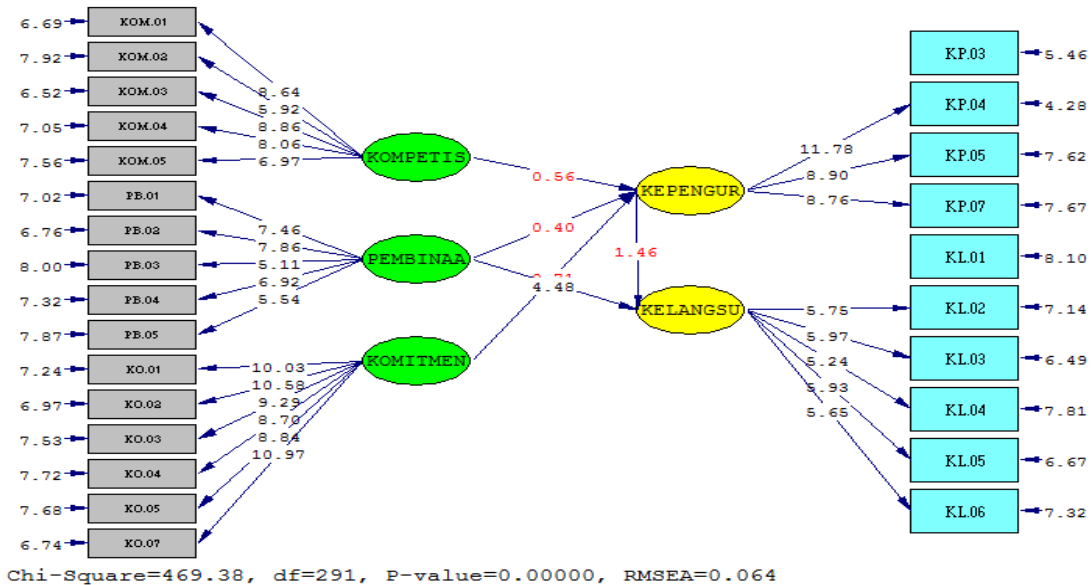 6.69 KOM.01
7.92 KOM.02
6.52 KOM.03
7.05 KOM.04
7.56 KOM.05
7.02 PB.01
6.76 PB.02
8.00 PB.03
7.32 PB.04
7.87 PB.05
7.24 KO.01
6.97 KO.02
7.53 KO.03
7.72 KO.04
7.68 KO.05
6.74 KO.07
8.64
5.92
8.86
8.06
6.97
7.46
7.86
5.11
6.92
5.54
10.03
10.58
9.29
8.70
8.84
10.97
KOMPETIS
PEMBINAA
KOMITMEN
0.56
0.40
4.48
KEPENGUR
1.46
KELANGSU
11.78
8.90
8.76
5.75
5.97
5.24
5.93
5.65
KP.03 5.46
KP.04 4.28
KP.05 7.62
KP.07 7.67
KL.01 8.10
KL.02 7.14
KL.03 6.49
KL.04 7.81
KL.05 6.67
KL.06 7.32
Chi-Square=469.38, df=291, P-value=0.00000, RMSEA=0.064